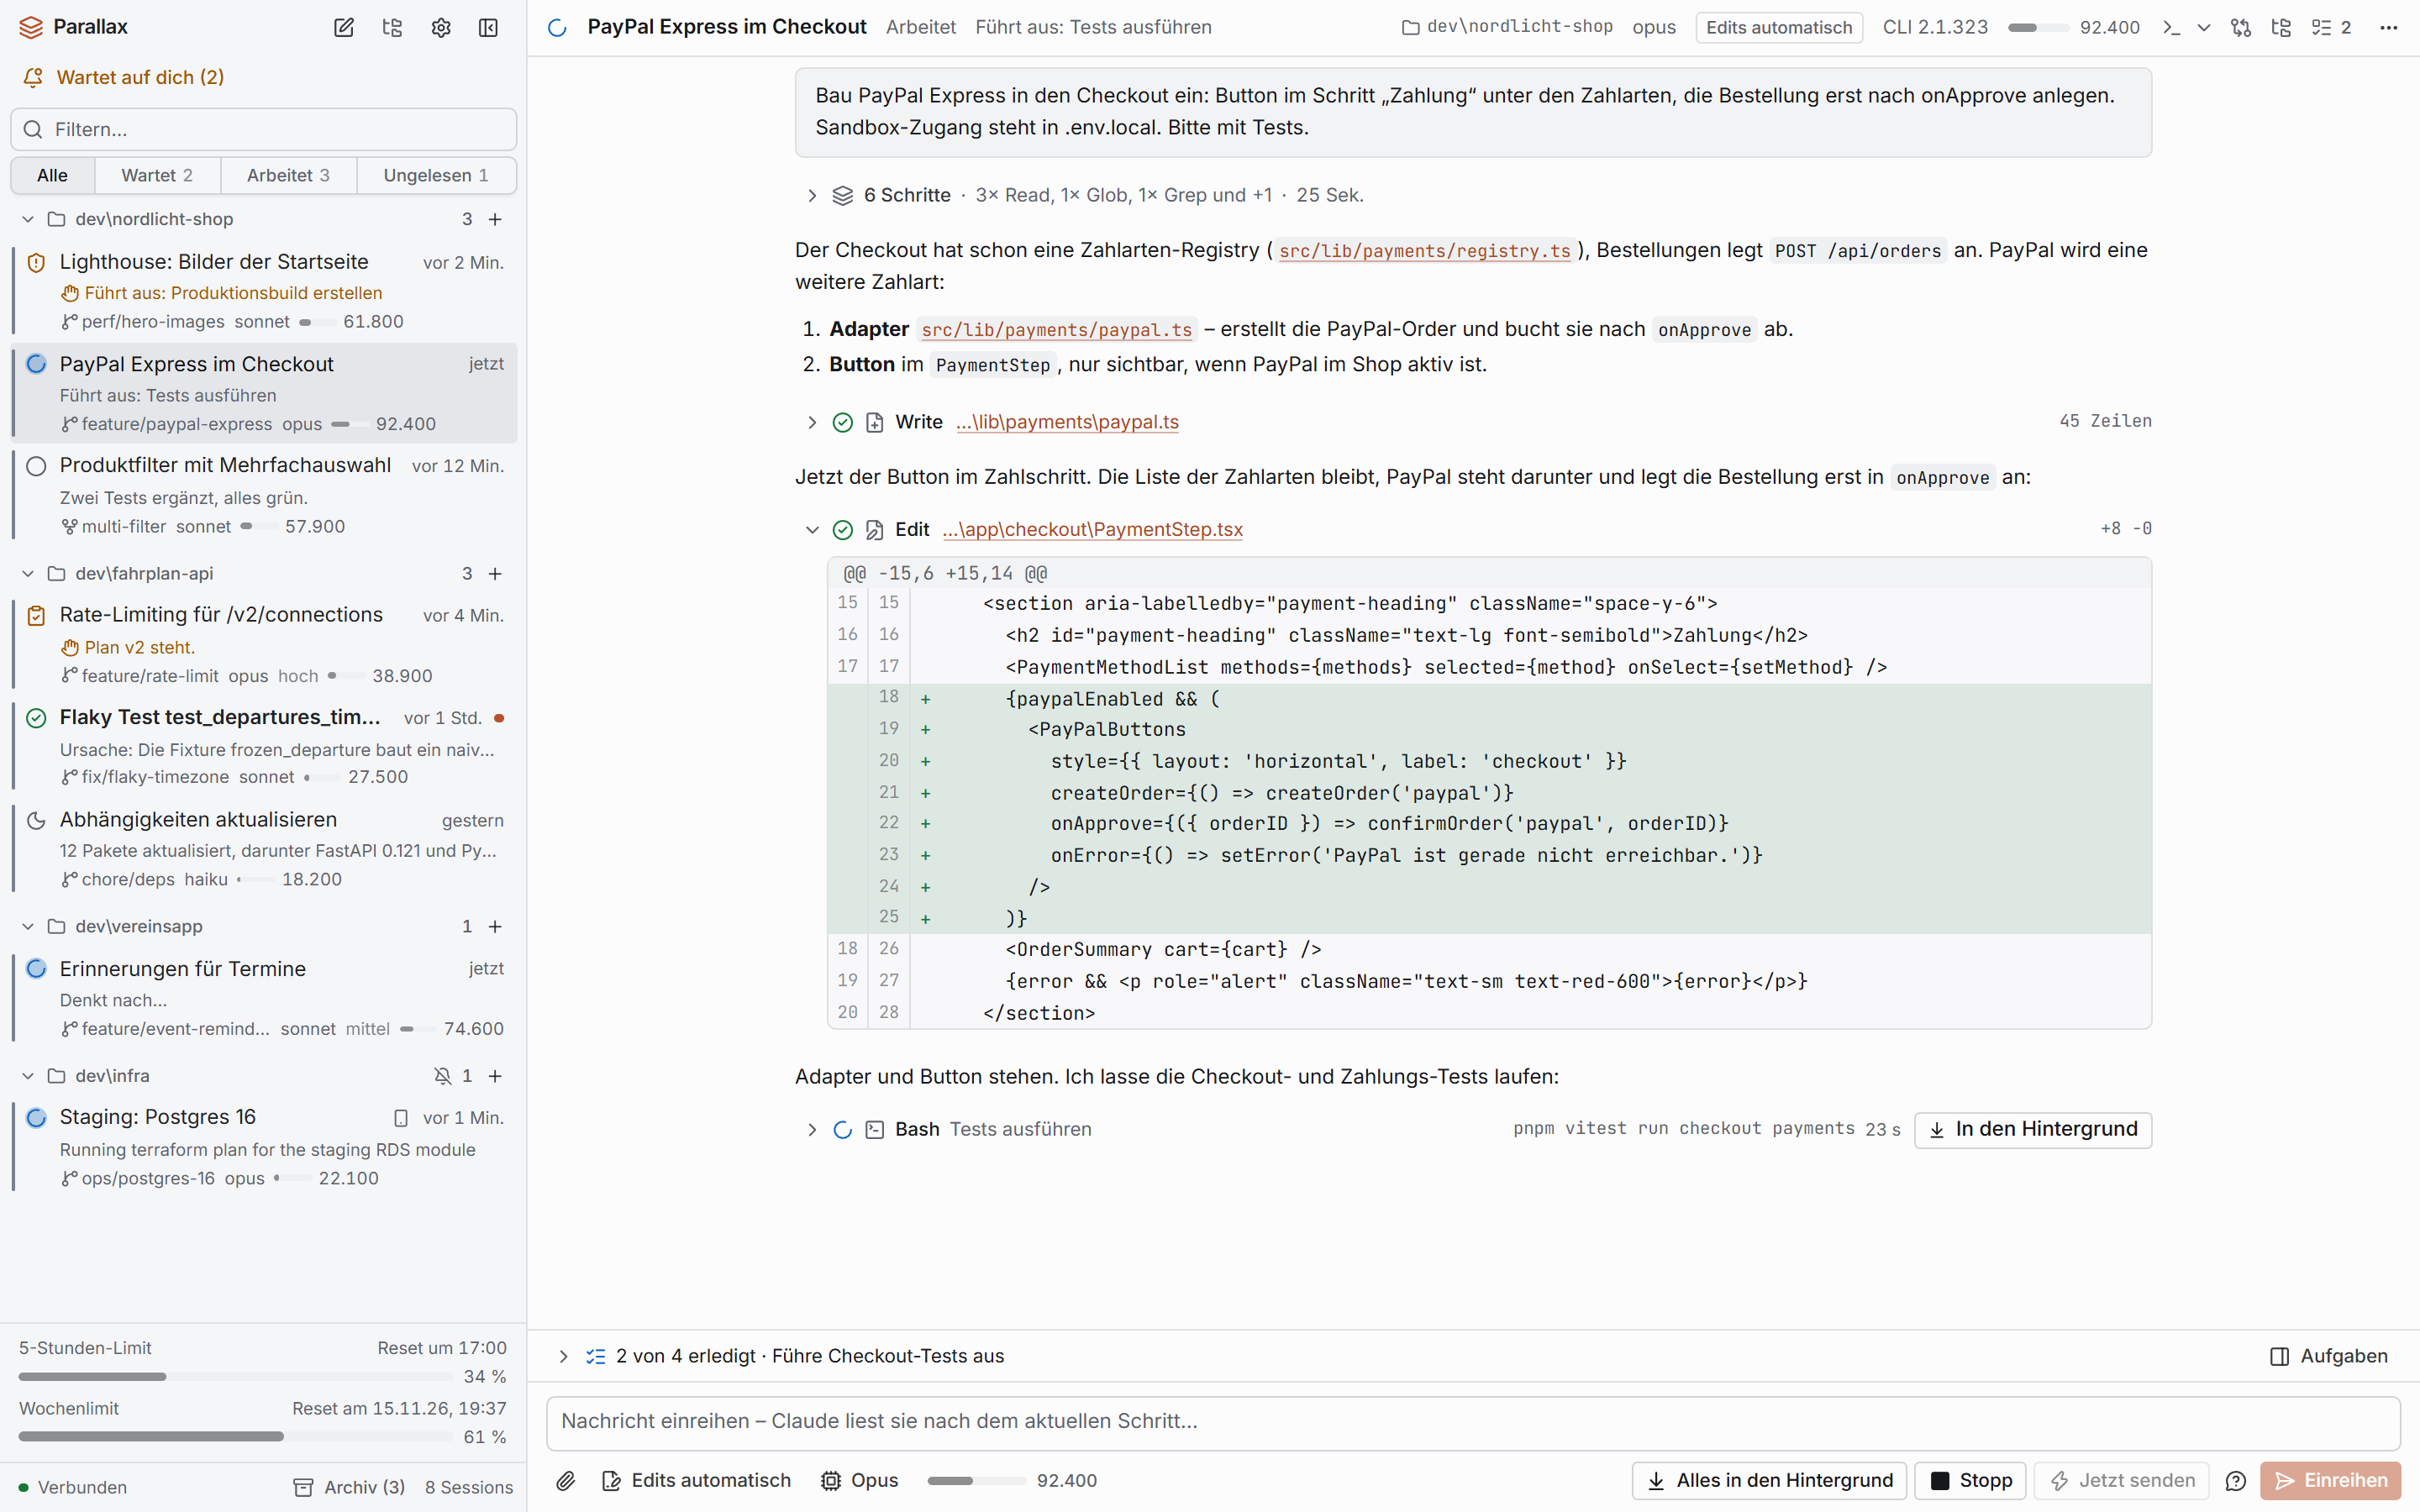 Parallax
Wartet auf dich (2)
Filtern...
Alle Wartet 2 Arbeitet 3 Ungelesen 1
dev\nordlicht-shop 3
Lighthouse: Bilder der Startseite vor 2 Min.
Führt aus: Produktionsbuild erstellen
perf/hero-images sonnet 61.800
PayPal Express im Checkout jetzt
Führt aus: Tests ausführen
feature/paypal-express opus 92.400
Produktfilter mit Mehrfachauswahl vor 12 Min.
Zwei Tests ergänzt, alles grün.
multi-filter sonnet 57.900
dev\fahrplan-api 3
Rate-Limiting für /v2/connections vor 4 Min.
Plan v2 steht.
feature/rate-limit opus hoch 38.900
Flaky Test test_departures_tim... vor 1 Std.
Ursache: Die Fixture frozen_departure baut ein naiv...
fix/flaky-timezone sonnet 27.500
Abhängigkeiten aktualisieren gestern
12 Pakete aktualisiert, darunter FastAPI 0.121 und Py...
chore/deps haiku 18.200
dev\vereinsapp 1
Erinnerungen für Termine jetzt
Denkt nach...
feature/event-remind... sonnet mittel 74.600
dev\infra 1
Staging: Postgres 16 vor 1 Min.
Running terraform plan for the staging RDS module
ops/postgres-16 opus 22.100
5-Stunden-Limit Reset um 17:00
34 %
Wochenlimit Reset am 15.11.26, 19:37
61 %
Verbunden Archiv (3) 8 Sessions
PayPal Express im Checkout Arbeitet Führt aus: Tests ausführen dev\nordlicht-shop opus Edits automatisch CLI 2.1.323 92.400 2
Bau PayPal Express in den Checkout ein: Button im Schritt „Zahlung“ unter den Zahlarten, die Bestellung erst nach onApprove anlegen.
Sandbox-Zugang steht in .env.local. Bitte mit Tests.
6 Schritte · 3× Read, 1× Glob, 1× Grep und +1 · 25 Sek.
Der Checkout hat schon eine Zahlarten-Registry (src/lib/payments/registry.ts), Bestellungen legt POST /api/orders an. PayPal wird eine
weitere Zahlart:
1. Adapter src/lib/payments/paypal.ts – erstellt die PayPal-Order und bucht sie nach onApprove ab.
2. Button im PaymentStep, nur sichtbar, wenn PayPal im Shop aktiv ist.
Write ...\lib\payments\paypal.ts 45 Zeilen
Jetzt der Button im Zahlschritt. Die Liste der Zahlarten bleibt, PayPal steht darunter und legt die Bestellung erst in onApprove an:
Edit ...\app\checkout\PaymentStep.tsx +8 -0
@@ -15,6 +15,14 @@
15 15 <section aria-labelledby="payment-heading" className="space-y-6">
16 16 <h2 id="payment-heading" className="text-lg font-semibold">Zahlung</h2>
17 17 <PaymentMethodList methods={methods} selected={method} onSelect={setMethod} />
18 + {paypalEnabled && (
19 + <PayPalButtons
20 + style={{ layout: 'horizontal', label: 'checkout' }}
21 + createOrder={() => createOrder('paypal')}
22 + onApprove={({ orderID }) => confirmOrder('paypal', orderID)}
23 + onError={() => setError('PayPal ist gerade nicht erreichbar.')}
24 + />
25 + )}
18 26 <OrderSummary cart={cart} />
19 27 {error && <p role="alert" className="text-sm text-red-600">{error}</p>}
20 28 </section>
Adapter und Button stehen. Ich lasse die Checkout- und Zahlungs-Tests laufen:
Bash Tests ausführen pnpm vitest run checkout payments 23 s In den Hintergrund
2 von 4 erledigt · Führe Checkout-Tests aus Aufgaben
Nachricht einreihen – Claude liest sie nach dem aktuellen Schritt...
Edits automatisch Opus 92.400 Alles in den Hintergrund Stopp Jetzt senden Einreihen